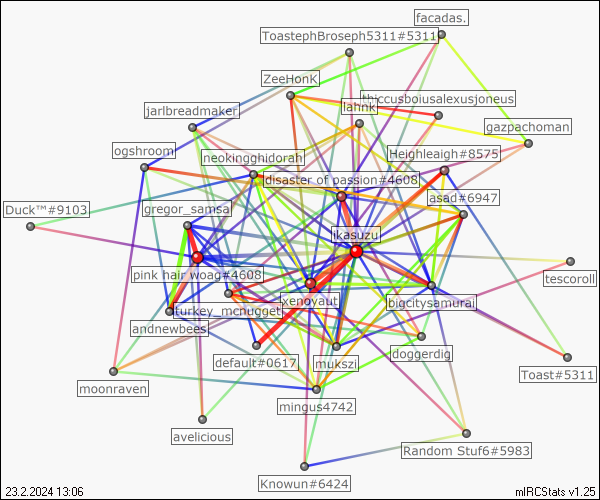 facadas.
ToastephBroseph5311#5311
ZeeHonK
thiccusboiusalexusjoneus
lahnk
jarlbreadmaker
gazpachoman
ogshroom
neokingghidorah
Heighleaigh#8575
disaster of passion#4608
asad#6947
Duck™#9103
gregor_samsa
ikasuzu
pink hair woag#4608
tescoroll
turkey_mcnugget
xenoyaut
bigcitysamurai
andnewbees
default#0617
mukszi
doggerdig
Toast#5311
moonraven
mingus4742
avelicious
Random Stuf6#5983
Knowun#6424
23.2.2024 13:06
mIRCStats v1.25